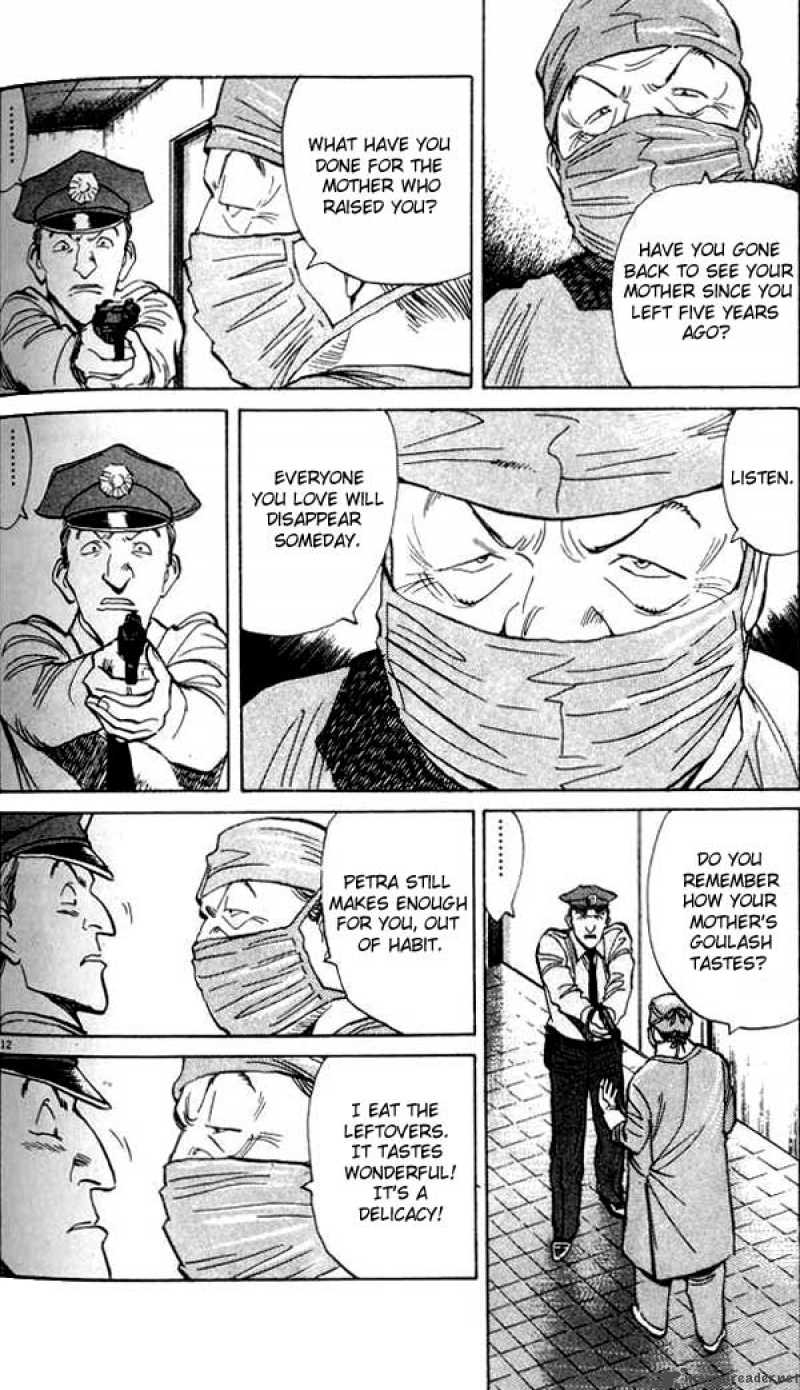 HAVE YOU GONE
BACK TO SEE YOUR
MOTHER SINCE YOU
LEFT FIVE YEARS
AGO?
WHAT HAVE YOU
DONE FOR THE
MOTHER WHO
RAISED YOU?
........
LISTEN.
EVERYONE
YOU LOVE WILL
DISAPPEAR
SOMEDAY.
........
DO YOU
REMEMBER
HOW YOUR
MOTHER'S
GOULASH
TASTES?
........
PETRA STILL
MAKES ENOUGH
FOR YOU, OUT
OF HABIT.
I EAT THE
LEFTOVERS.
IT TASTES
WONDERFUL!
IT'S A
DELICACY!
12